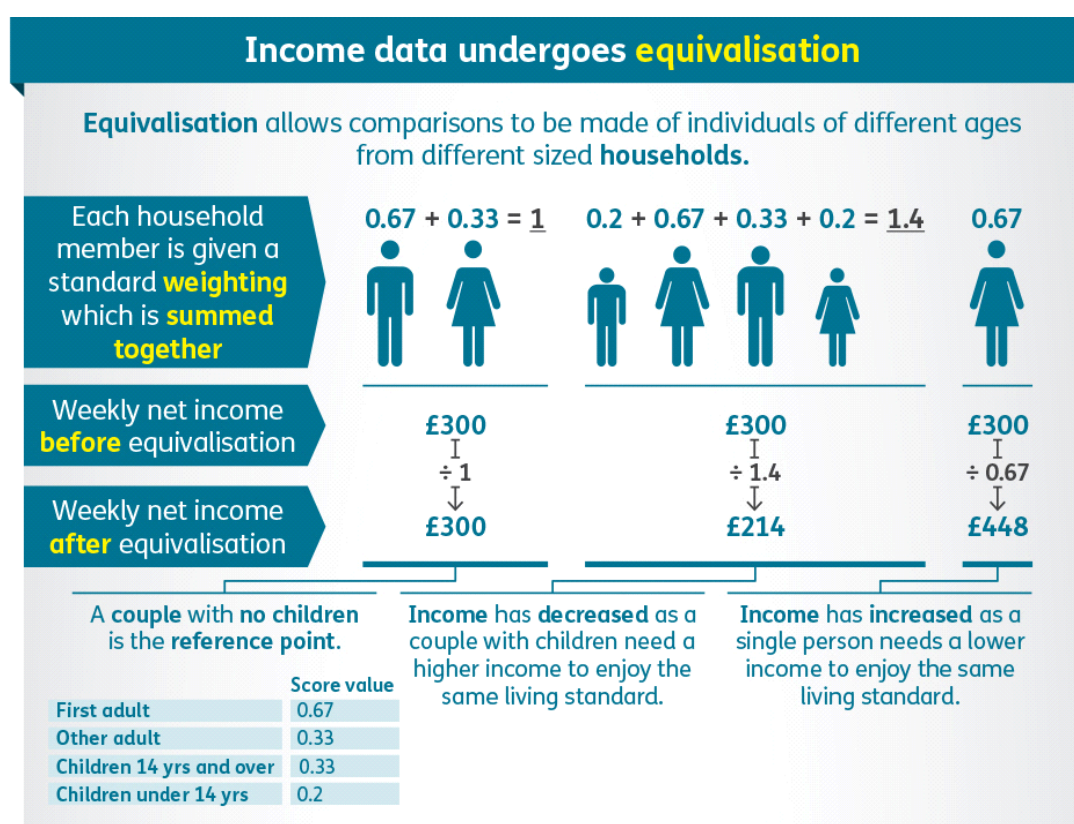 Income data undergoes equivalisation
Equivalisation allows comparisons to be made of individuals of different ages
from different sized households.
Each household
member is given a
standard weighting
which is summed
together
0.67 + 0.33 = 1
0.2 + 0.67 + 0.33 + 0.2 = 1.4
0.67
Weekly net income
before equivalisation
£300
£300
£300
÷ 1
÷ 1.4
÷ 0.67
Weekly net income
after equivalisation
£300
£214
£448
A couple with no children
is the reference point.
Income has decreased as a
couple with children need a
higher income to enjoy the
same living standard.
Income has increased as a
single person needs a lower
income to enjoy the same
living standard.
Score value
First adult 0.67
Other adult 0.33
Children 14 yrs and over 0.33
Children under 14 yrs 0.2